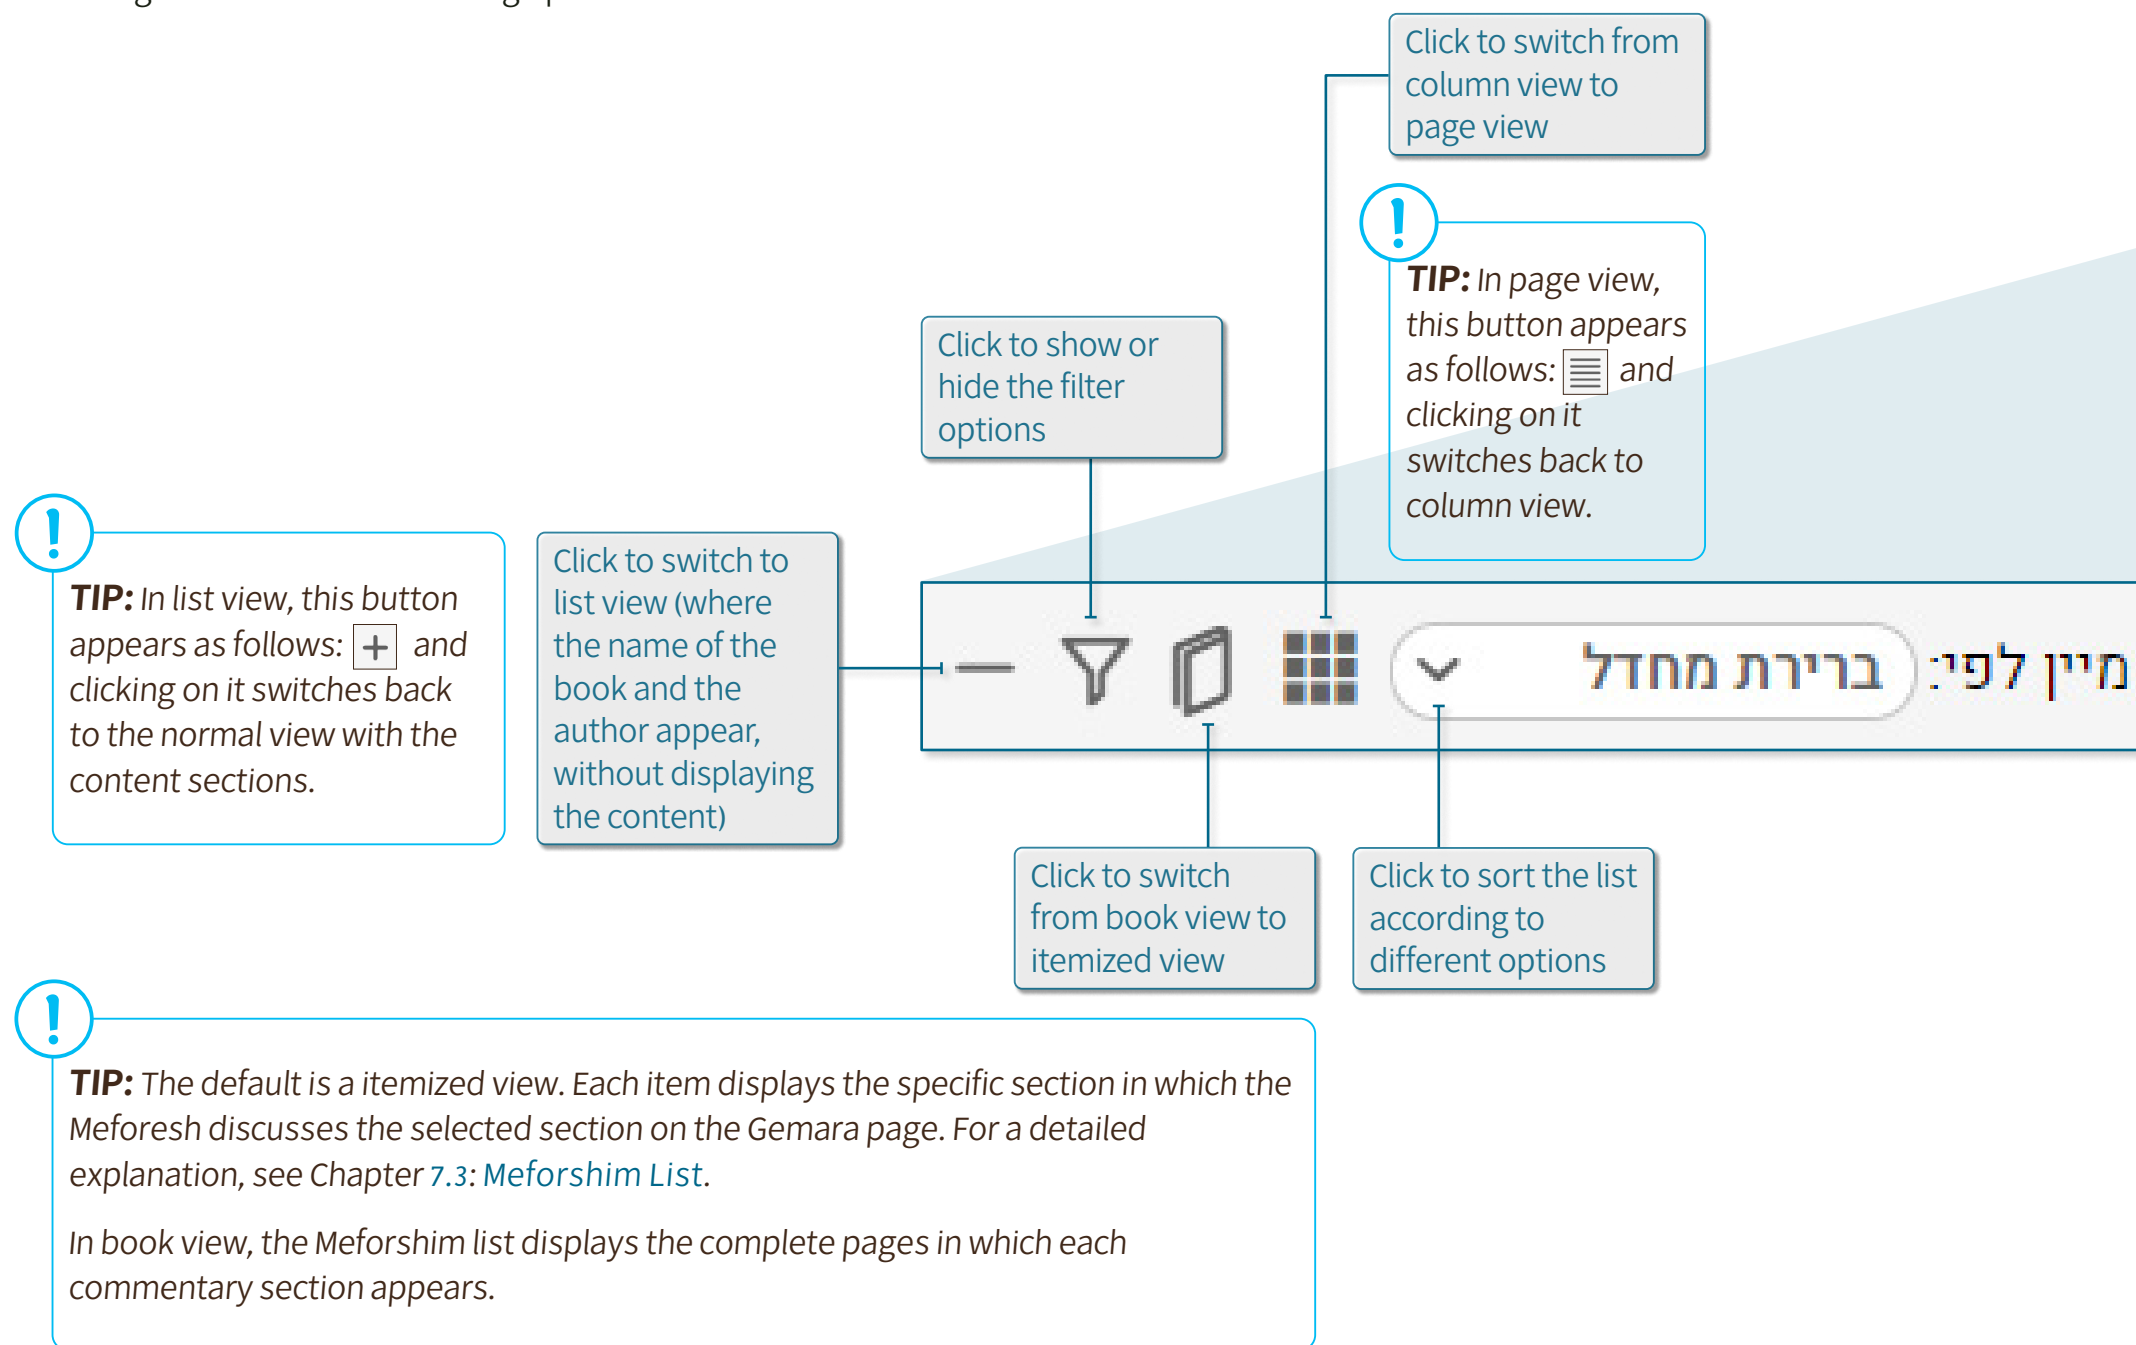 Click to switch from
column view to
page view
TIP: In page view,
this button appears
as follows: and
clicking on it
switches back to
column view.
Click to show or
hide the filter
options
TIP: In list view, this button
appears as follows: + and
clicking on it switches back
to the normal view with the
content sections.
Click to switch to
list view (where
the name of the
book and the
author appear,
without displaying
the content)
מיין לפי: ברירת מחדל
Click to switch
from book view to
itemized view
Click to sort the list
according to
different options
TIP: The default is a itemized view. Each item displays the specific section in which the
Meforesh discusses the selected section on the Gemara page. For a detailed
explanation, see Chapter 7.3: Meforshim List.
In book view, the Meforshim list displays the complete pages in which each
commentary section appears.